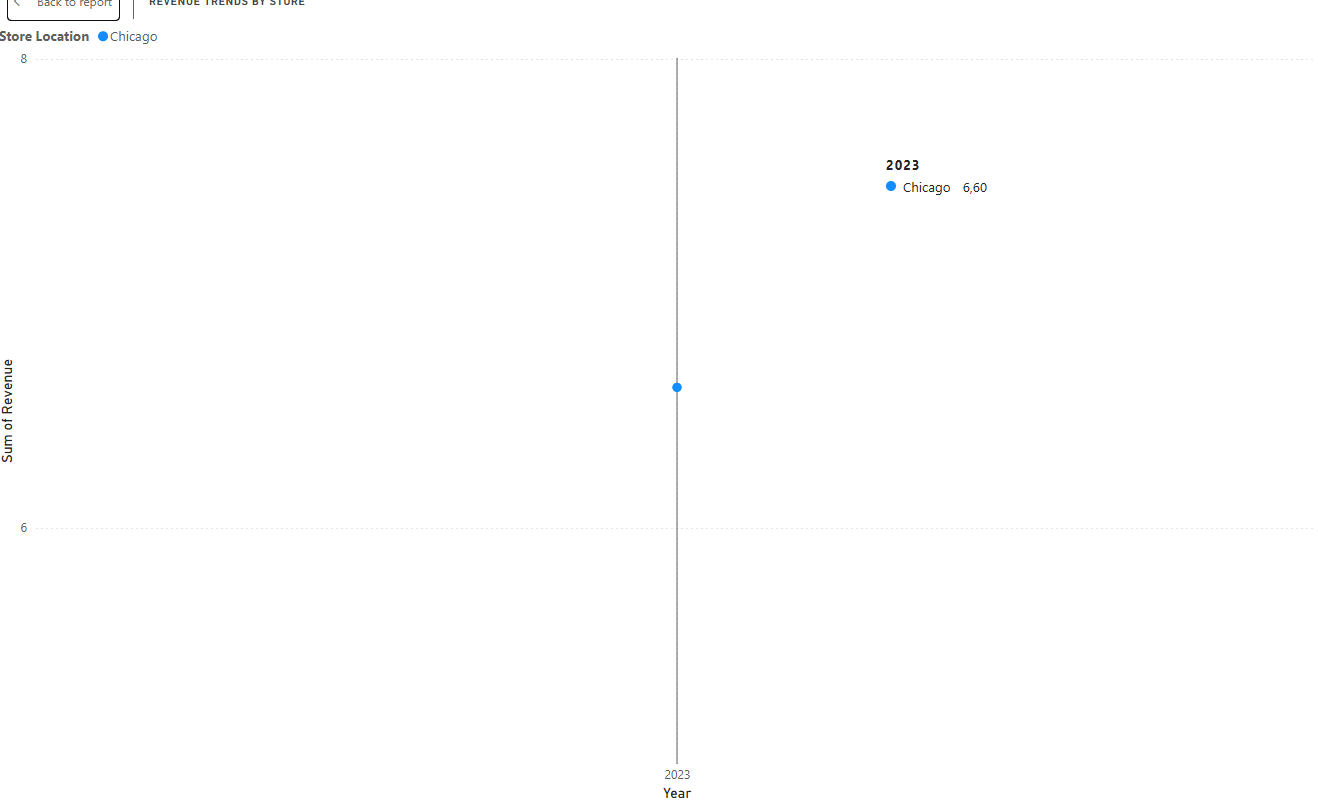 Back to report
REVENUE TRENDS BY STORE
Store Location Chicago
8
2023
Chicago 6,60
Sum of Revenue
6
2023
Year